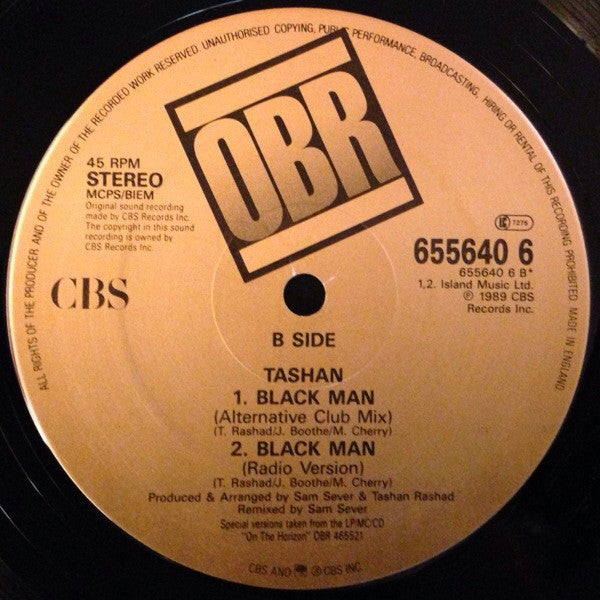 ALL RIGHTS OF THE PRODUCER AND OF THE OWNER OF THE RECORDED WORK RESERVED. UNAUTHORISED COPYING, PUBLIC PERFORMANCE, BROADCASTING, HIRING OR RENTAL OF THIS RECORDING PROHIBITED. MADE IN ENGLAND
OBR
45 RPM
STEREO
MCPS/BIEM
Original sound recording
made by CBS Records Inc.
The copyright in this sound
recording is owned by
CBS Records Inc.
CBS
LC 7276
655640 6
655640 6 B*
1,2. Island Music Ltd.
℗ 1989 CBS
Records Inc.
B SIDE
TASHAN
1. BLACK MAN
(Alternative Club Mix)
(T. Rashad/J. Boothe/M. Cherry)
2. BLACK MAN
(Radio Version)
(T. Rashad/J. Boothe/M. Cherry)
Produced & Arranged by Sam Sever & Tashan Rashad
Remixed by Sam Sever
Special versions taken from the LP/MC/CD
"On The Horizon" OBR 465521
CBS AND ® CBS INC.